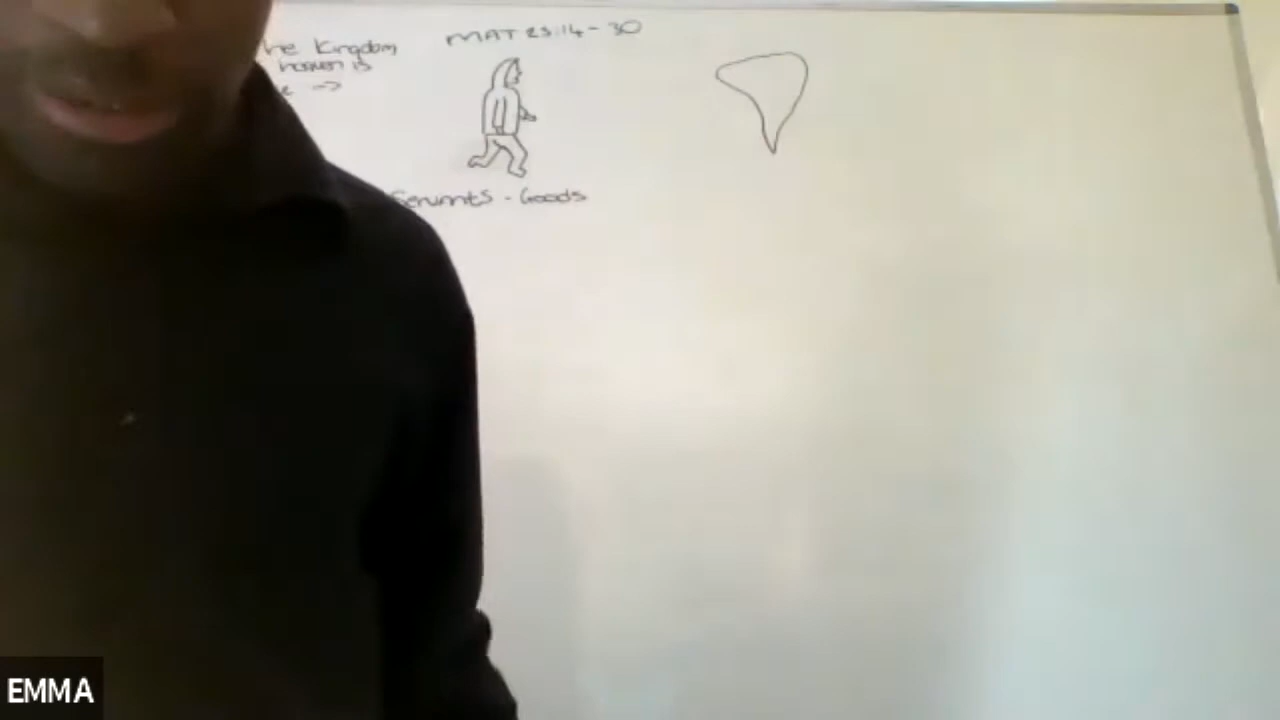 MAT 25:14-30
he Kingdom
heaven is
e ->
Servants - Goods
EMMA